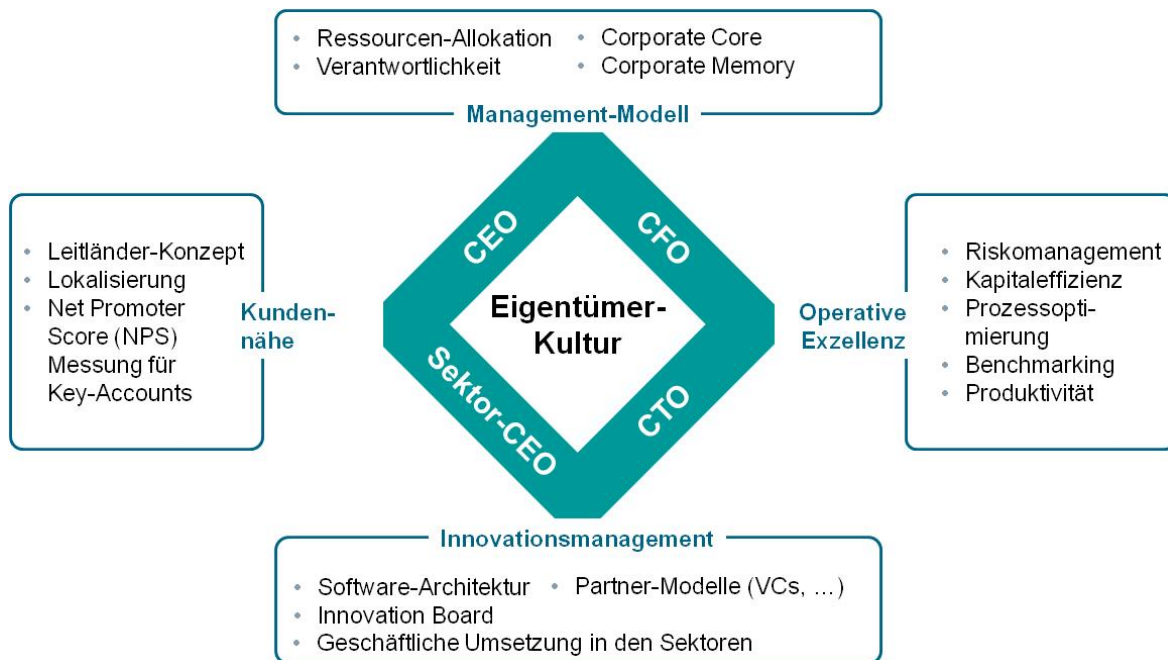 • Ressourcen-Allokation • Corporate Core
• Verantwortlichkeit • Corporate Memory
Management-Modell
• Leitländer-Konzept
• Lokalisierung
• Net Promoter
Score (NPS)
Messung für
Key-Accounts
Kunden-
nähe
CEO
CFO
Eigentümer-
Kultur
Sektor-CEO
CTO
Operative
Exzellenz
• Riskomanagement
• Kapitaleffizienz
• Prozessopti-
mierung
• Benchmarking
• Produktivität
Innovationsmanagement
• Software-Architektur • Partner-Modelle (VCs, …)
• Innovation Board
• Geschäftliche Umsetzung in den Sektoren